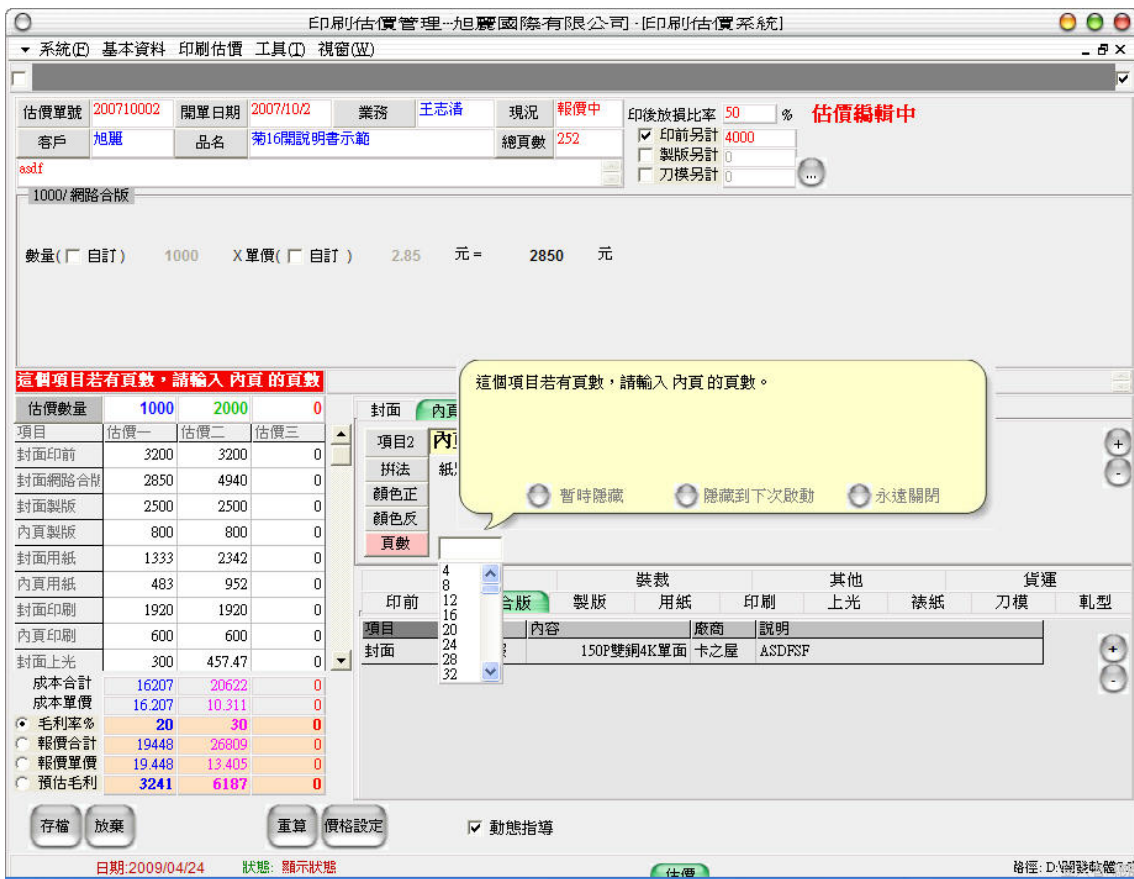 印刷估價管理--旭麗國際有限公司 -[印刷估價系統]
系統(F) 基本資料 印刷估價 工具(T) 視窗(W)
估價單號 200710002 開單日期 2007/10/2 業務 王志濤 現況 報價中 印後放損比率 50 % 估價編輯中
客戶 旭麗 品名 菊16開說明書示範 總頁數 252 印前另計 4000
製版另計 0
asdf 刀模另計 0 ...
1000/ 網路合版
數量( 自訂 ) 1000 X 單價( 自訂 ) 2.85 元 = 2850 元
這個項目若有頁數，請輸入 內頁 的頁數
這個項目若有頁數，請輸入 內頁 的頁數。
暫時隱藏 隱藏到下次啟動 永遠關閉
估價數量 1000 2000 0
項目 估價一 估價二 估價三
封面印前 3200 3200 0
封面網路合版 2850 4940 0
封面製版 2500 2500 0
內頁製版 800 800 0
封面用紙 1333 2342 0
內頁用紙 483 952 0
封面印刷 1920 1920 0
內頁印刷 600 600 0
封面上光 300 457.47 0
成本合計 16207 20622 0
成本單價 16.207 10.311 0
毛利率% 20 30 0
報價合計 19448 26809 0
報價單價 19.448 13.405 0
預估毛利 3241 6187 0
封面 內頁
項目2 內
拼法 紙
顏色正
顏色反
頁數
4
8
12
16
20
24
28
32
裝裁 其他 貨運
印前 合版 製版 用紙 印刷 上光 裱紙 刀模 軋型
項目 內容 廠商 說明
封面 150P雙銅4K單面 卡之屋 ASDFSF
存檔 放棄 重算 價格設定 動態指導
日期:2009/04/24 狀態: 顯示狀態 估價 路徑: D:\開發軟體